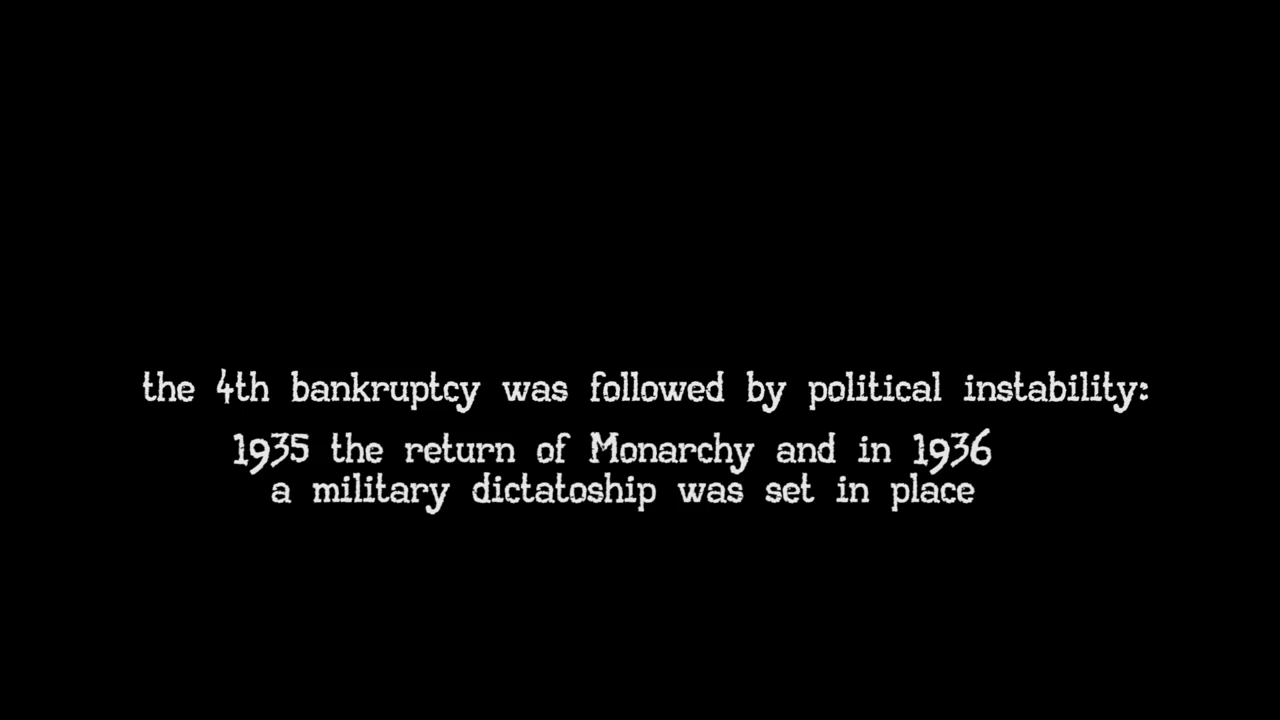 the 4th bankruptcy was followed by political instability:
1935 the return of Monarchy and in 1936
a military dictatoship was set in place